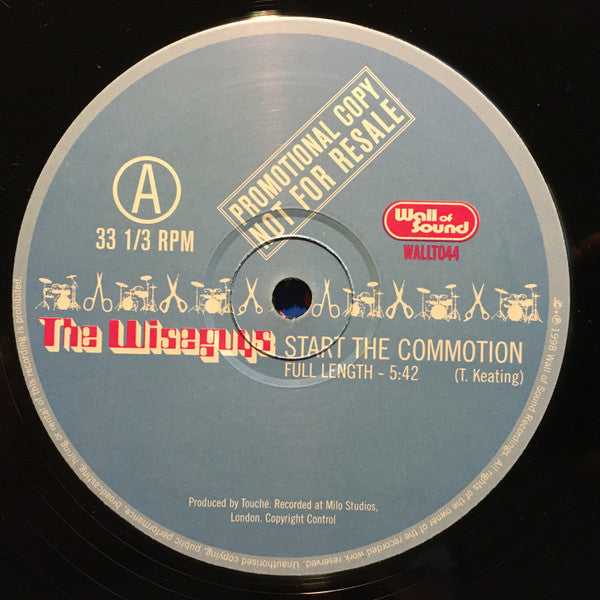 A
33 1/3 RPM
PROMOTIONAL COPY
NOT FOR RESALE
Wall of
Sound
WALLT044
The Wiseguys
START THE COMMOTION
FULL LENGTH - 5:42
(T. Keating)
Produced by Touché. Recorded at Milo Studios,
London. Copyright Control
© + ℗ 1998 Wall of Sound Recordings. All rights of the owner of the recorded work reserved. Unauthorised copying, public performance, broadcasting, hiring or rental of this recording is prohibited.